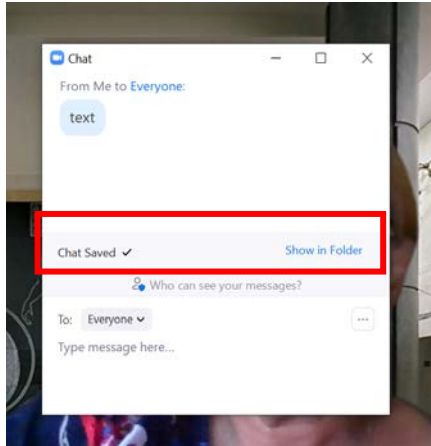 Chat
From Me to Everyone:
text
Chat Saved ✓ Show in Folder
Who can see your messages?
To: Everyone
...
Type message here...